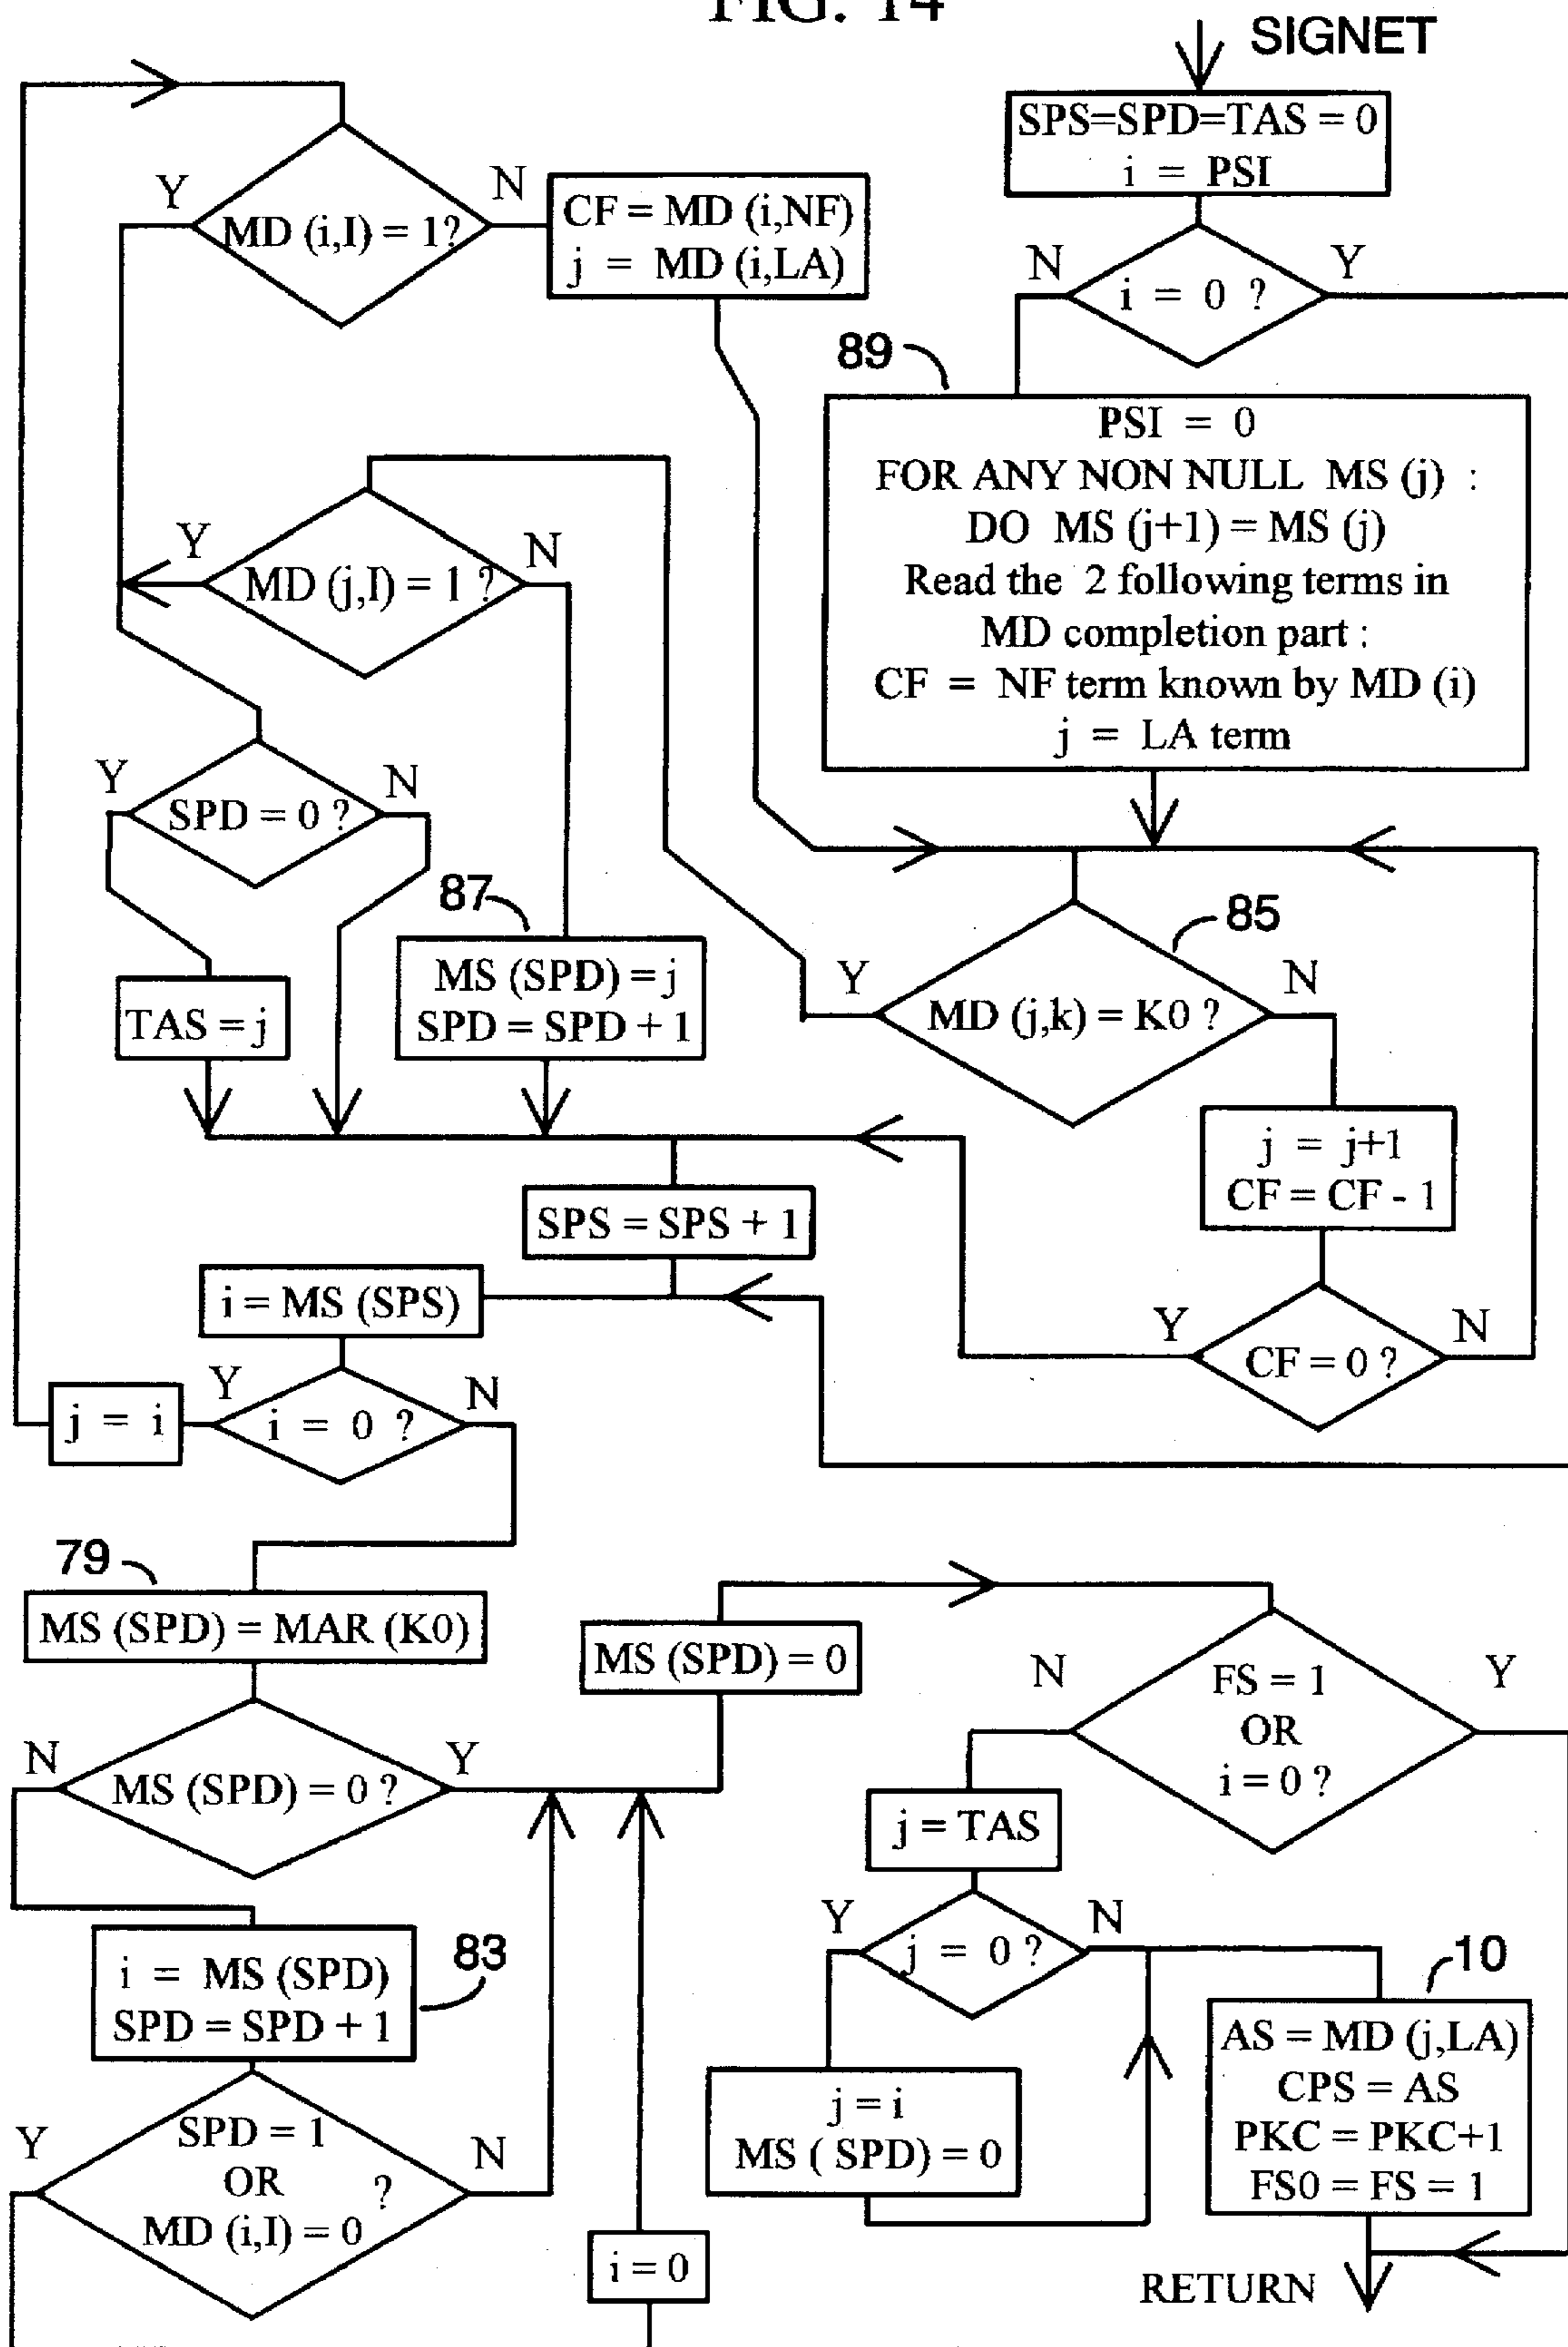 FIG. 14
SIGNET
SPS=SPD=TAS = 0
i = PSI
Y
N
MD (i,I) = 1?
CF = MD (i,NF)
j = MD (i,LA)
N
Y
i = 0 ?
89
PSI = 0
FOR ANY NON NULL MS (j) :
DO MS (j+1) = MS (j)
Read the 2 following terms in
MD completion part :
CF = NF term known by MD (i)
j = LA term
Y
N
MD (j,I) = 1 ?
Y
N
SPD = 0 ?
87
85
TAS = j
MS (SPD) = j
SPD = SPD + 1
Y
N
MD (j,k) = K0 ?
j = j+1
CF = CF - 1
SPS = SPS + 1
i = MS (SPS)
Y
N
CF = 0 ?
j = i
Y
N
i = 0 ?
79
MS (SPD) = MAR (K0)
MS (SPD) = 0
N
Y
FS = 1
OR
i = 0 ?
N
Y
MS (SPD) = 0 ?
j = TAS
83
i = MS (SPD)
SPD = SPD + 1
Y
N
j = 0 ?
10
AS = MD (j,LA)
CPS = AS
PKC = PKC+1
FS0 = FS = 1
j = i
MS ( SPD) = 0
Y
N
SPD = 1
OR
?
MD (i,I) = 0
i = 0
RETURN